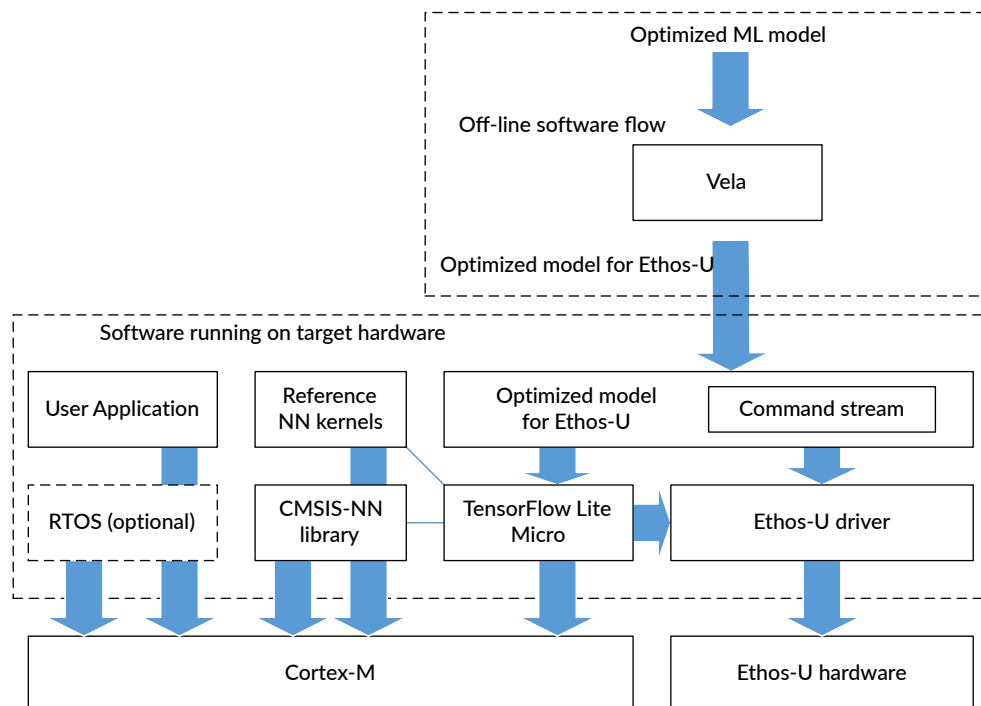 Optimized ML model
Off-line software flow
Vela
Optimized model for Ethos-U
Software running on target hardware
User Application
Reference
NN kernels
Optimized model
for Ethos-U
Command stream
RTOS (optional)
CMSIS-NN
library
TensorFlow Lite
Micro
Ethos-U driver
Cortex-M
Ethos-U hardware